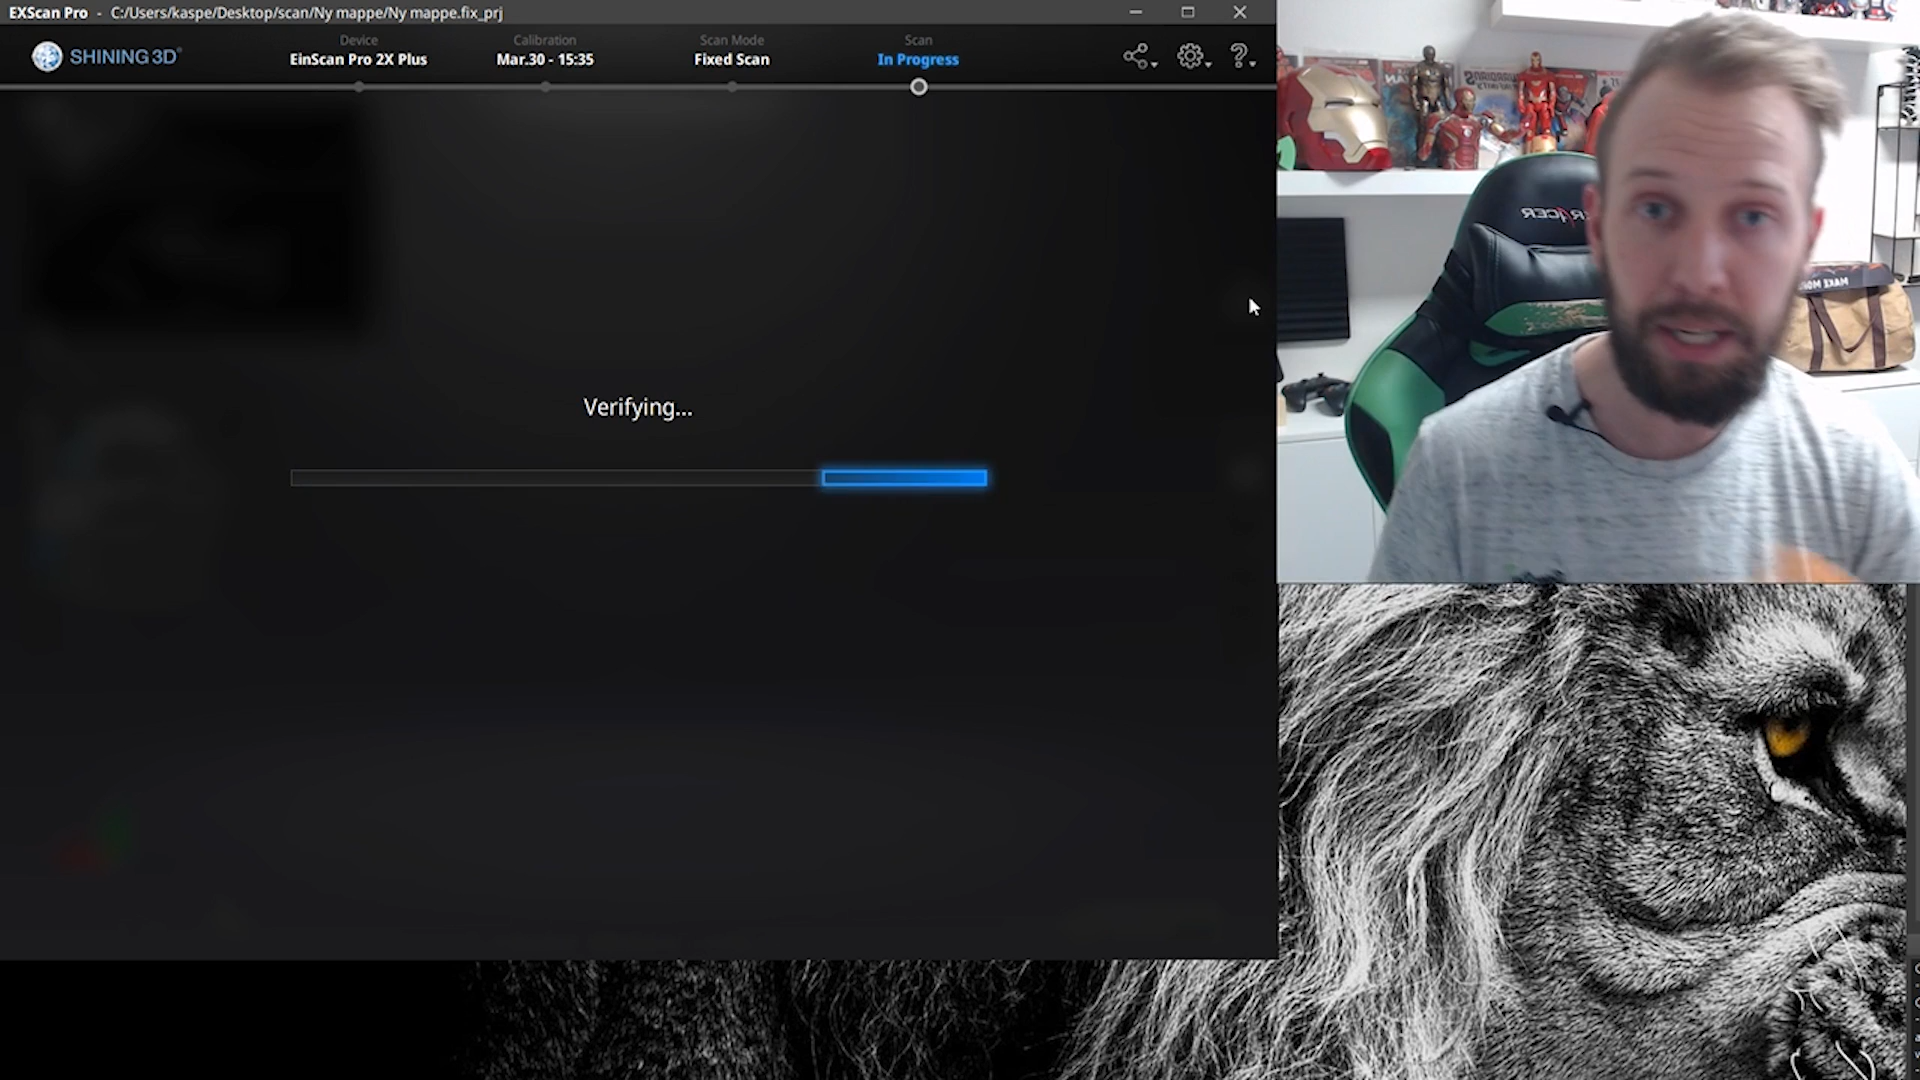 EXScan Pro - C:/Users/kaspe/Desktop/scan/Ny mappe/Ny mappe.fix_prj
SHINING 3D®
Device
EinScan Pro 2X Plus
Calibration
Mar.30 - 15:35
Scan Mode
Fixed Scan
Scan
In Progress
Verifying...